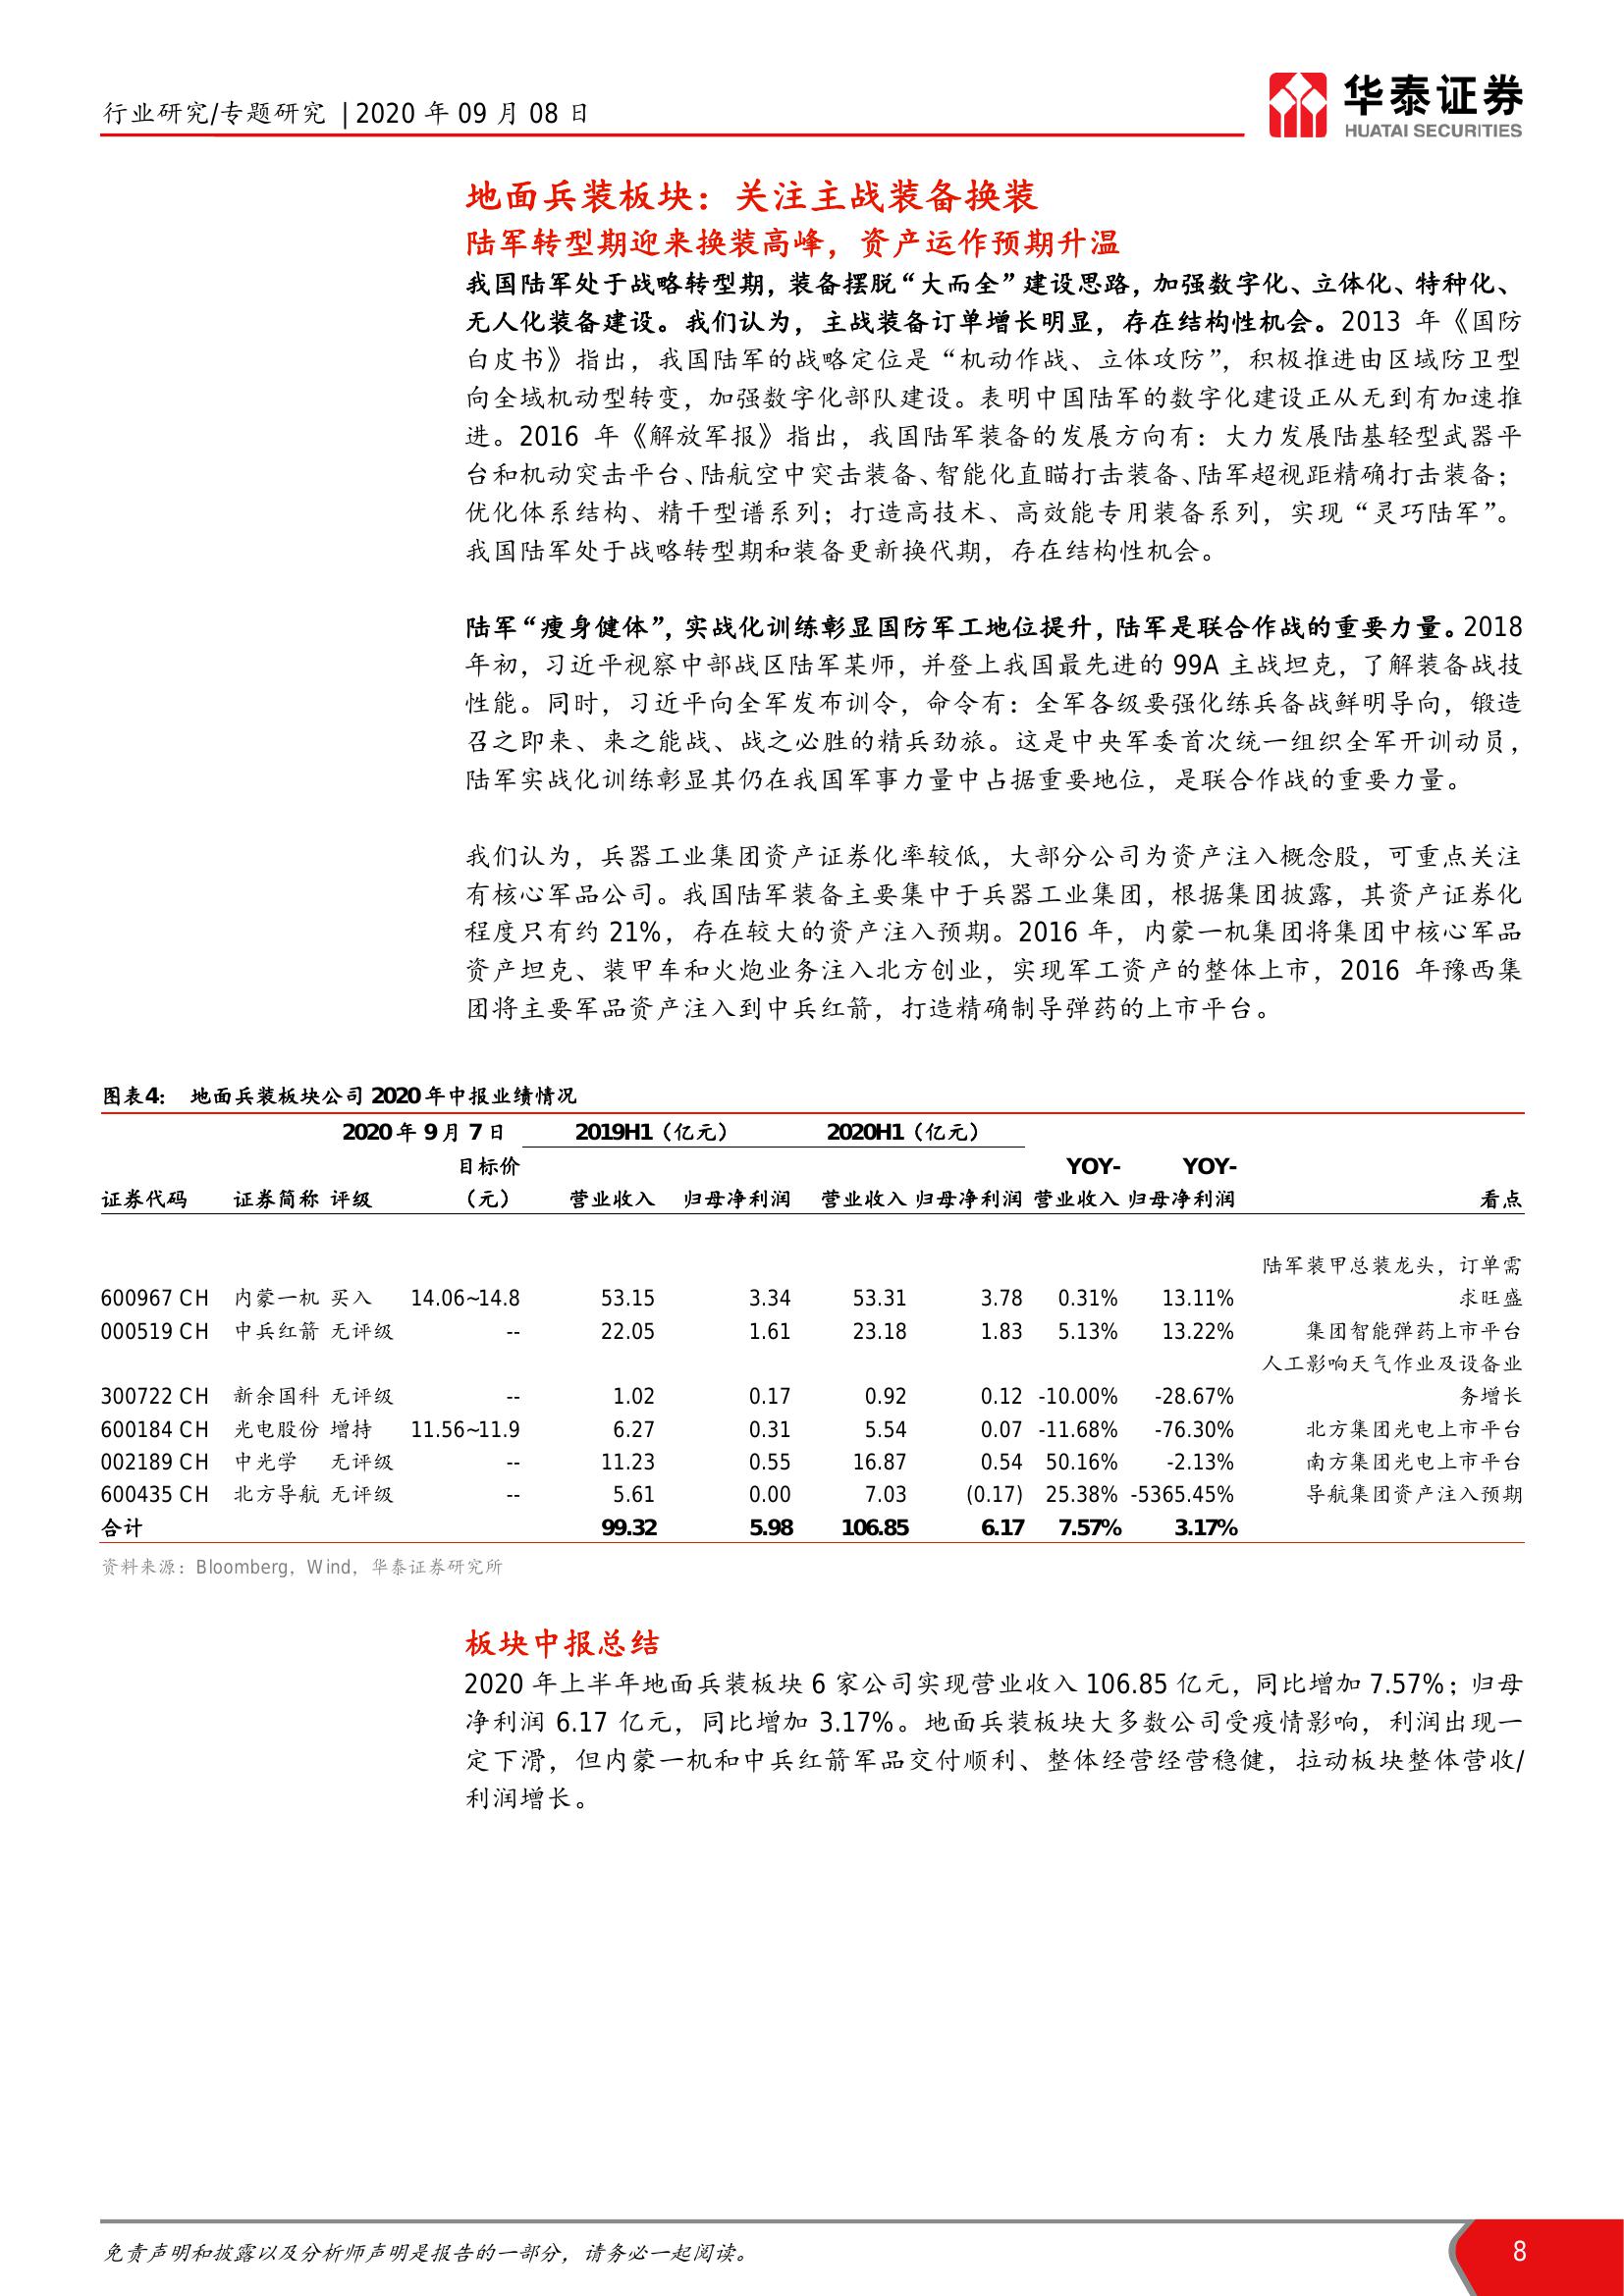 行业研究/专题研究 | 2020 年 09 月 08 日
华泰证券
HUATAI SECURITIES
地面兵装板块：关注主战装备换装
陆军转型期迎来换装高峰，资产运作预期升温
我国陆军处于战略转型期，装备摆脱“大而全”建设思路，加强数字化、立体化、特种化、
无人化装备建设。我们认为，主战装备订单增长明显，存在结构性机会。2013 年《国防
白皮书》指出，我国陆军的战略定位是“机动作战、立体攻防”，积极推进由区域防卫型
向全域机动型转变，加强数字化部队建设。表明中国陆军的数字化建设正从无到有加速推
进。2016 年《解放军报》指出，我国陆军装备的发展方向有：大力发展陆基轻型武器平
台和机动突击平台、陆航空中突击装备、智能化直瞄打击装备、陆军超视距精确打击装备；
优化体系结构、精干型谱系列；打造高技术、高效能专用装备系列，实现“灵巧陆军”。
我国陆军处于战略转型期和装备更新换代期，存在结构性机会。
陆军“瘦身健体”，实战化训练彰显国防军工地位提升，陆军是联合作战的重要力量。2018
年初，习近平视察中部战区陆军某师，并登上我国最先进的 99A 主战坦克，了解装备战技
性能。同时，习近平向全军发布训令，命令有：全军各级要强化练兵备战鲜明导向，锻造
召之即来、来之能战、战之必胜的精兵劲旅。这是中央军委首次统一组织全军开训动员，
陆军实战化训练彰显其仍在我国军事力量中占据重要地位，是联合作战的重要力量。
我们认为，兵器工业集团资产证券化率较低，大部分公司为资产注入概念股，可重点关注
有核心军品公司。我国陆军装备主要集中于兵器工业集团，根据集团披露，其资产证券化
程度只有约 21%，存在较大的资产注入预期。2016 年，内蒙一机集团将集团中核心军品
资产坦克、装甲车和火炮业务注入北方创业，实现军工资产的整体上市，2016 年豫西集
团将主要军品资产注入到中兵红箭，打造精确制导弹药的上市平台。
图表4： 地面兵装板块公司 2020 年中报业绩情况
2020 年 9 月 7 日 2019H1（亿元） 2020H1（亿元）
目标价 YOY- YOY-
证券代码 证券简称 评级 （元） 营业收入 归母净利润 营业收入 归母净利润 营业收入 归母净利润 看点
陆军装甲总装龙头，订单需
600967 CH 内蒙一机 买入 14.06~14.8 53.15 3.34 53.31 3.78 0.31% 13.11% 求旺盛
000519 CH 中兵红箭 无评级 -- 22.05 1.61 23.18 1.83 5.13% 13.22% 集团智能弹药上市平台
人工影响天气作业及设备业
300722 CH 新余国科 无评级 -- 1.02 0.17 0.92 0.12 -10.00% -28.67% 务增长
600184 CH 光电股份 增持 11.56~11.9 6.27 0.31 5.54 0.07 -11.68% -76.30% 北方集团光电上市平台
002189 CH 中光学 无评级 -- 11.23 0.55 16.87 0.54 50.16% -2.13% 南方集团光电上市平台
600435 CH 北方导航 无评级 -- 5.61 0.00 7.03 (0.17) 25.38% -5365.45% 导航集团资产注入预期
合计 99.32 5.98 106.85 6.17 7.57% 3.17%
资料来源：Bloomberg，Wind，华泰证券研究所
板块中报总结
2020 年上半年地面兵装板块 6 家公司实现营业收入 106.85 亿元，同比增加 7.57%；归母
净利润 6.17 亿元，同比增加 3.17%。地面兵装板块大多数公司受疫情影响，利润出现一
定下滑，但内蒙一机和中兵红箭军品交付顺利、整体经营经营稳健，拉动板块整体营收/
利润增长。
免责声明和披露以及分析师声明是报告的一部分，请务必一起阅读。
8